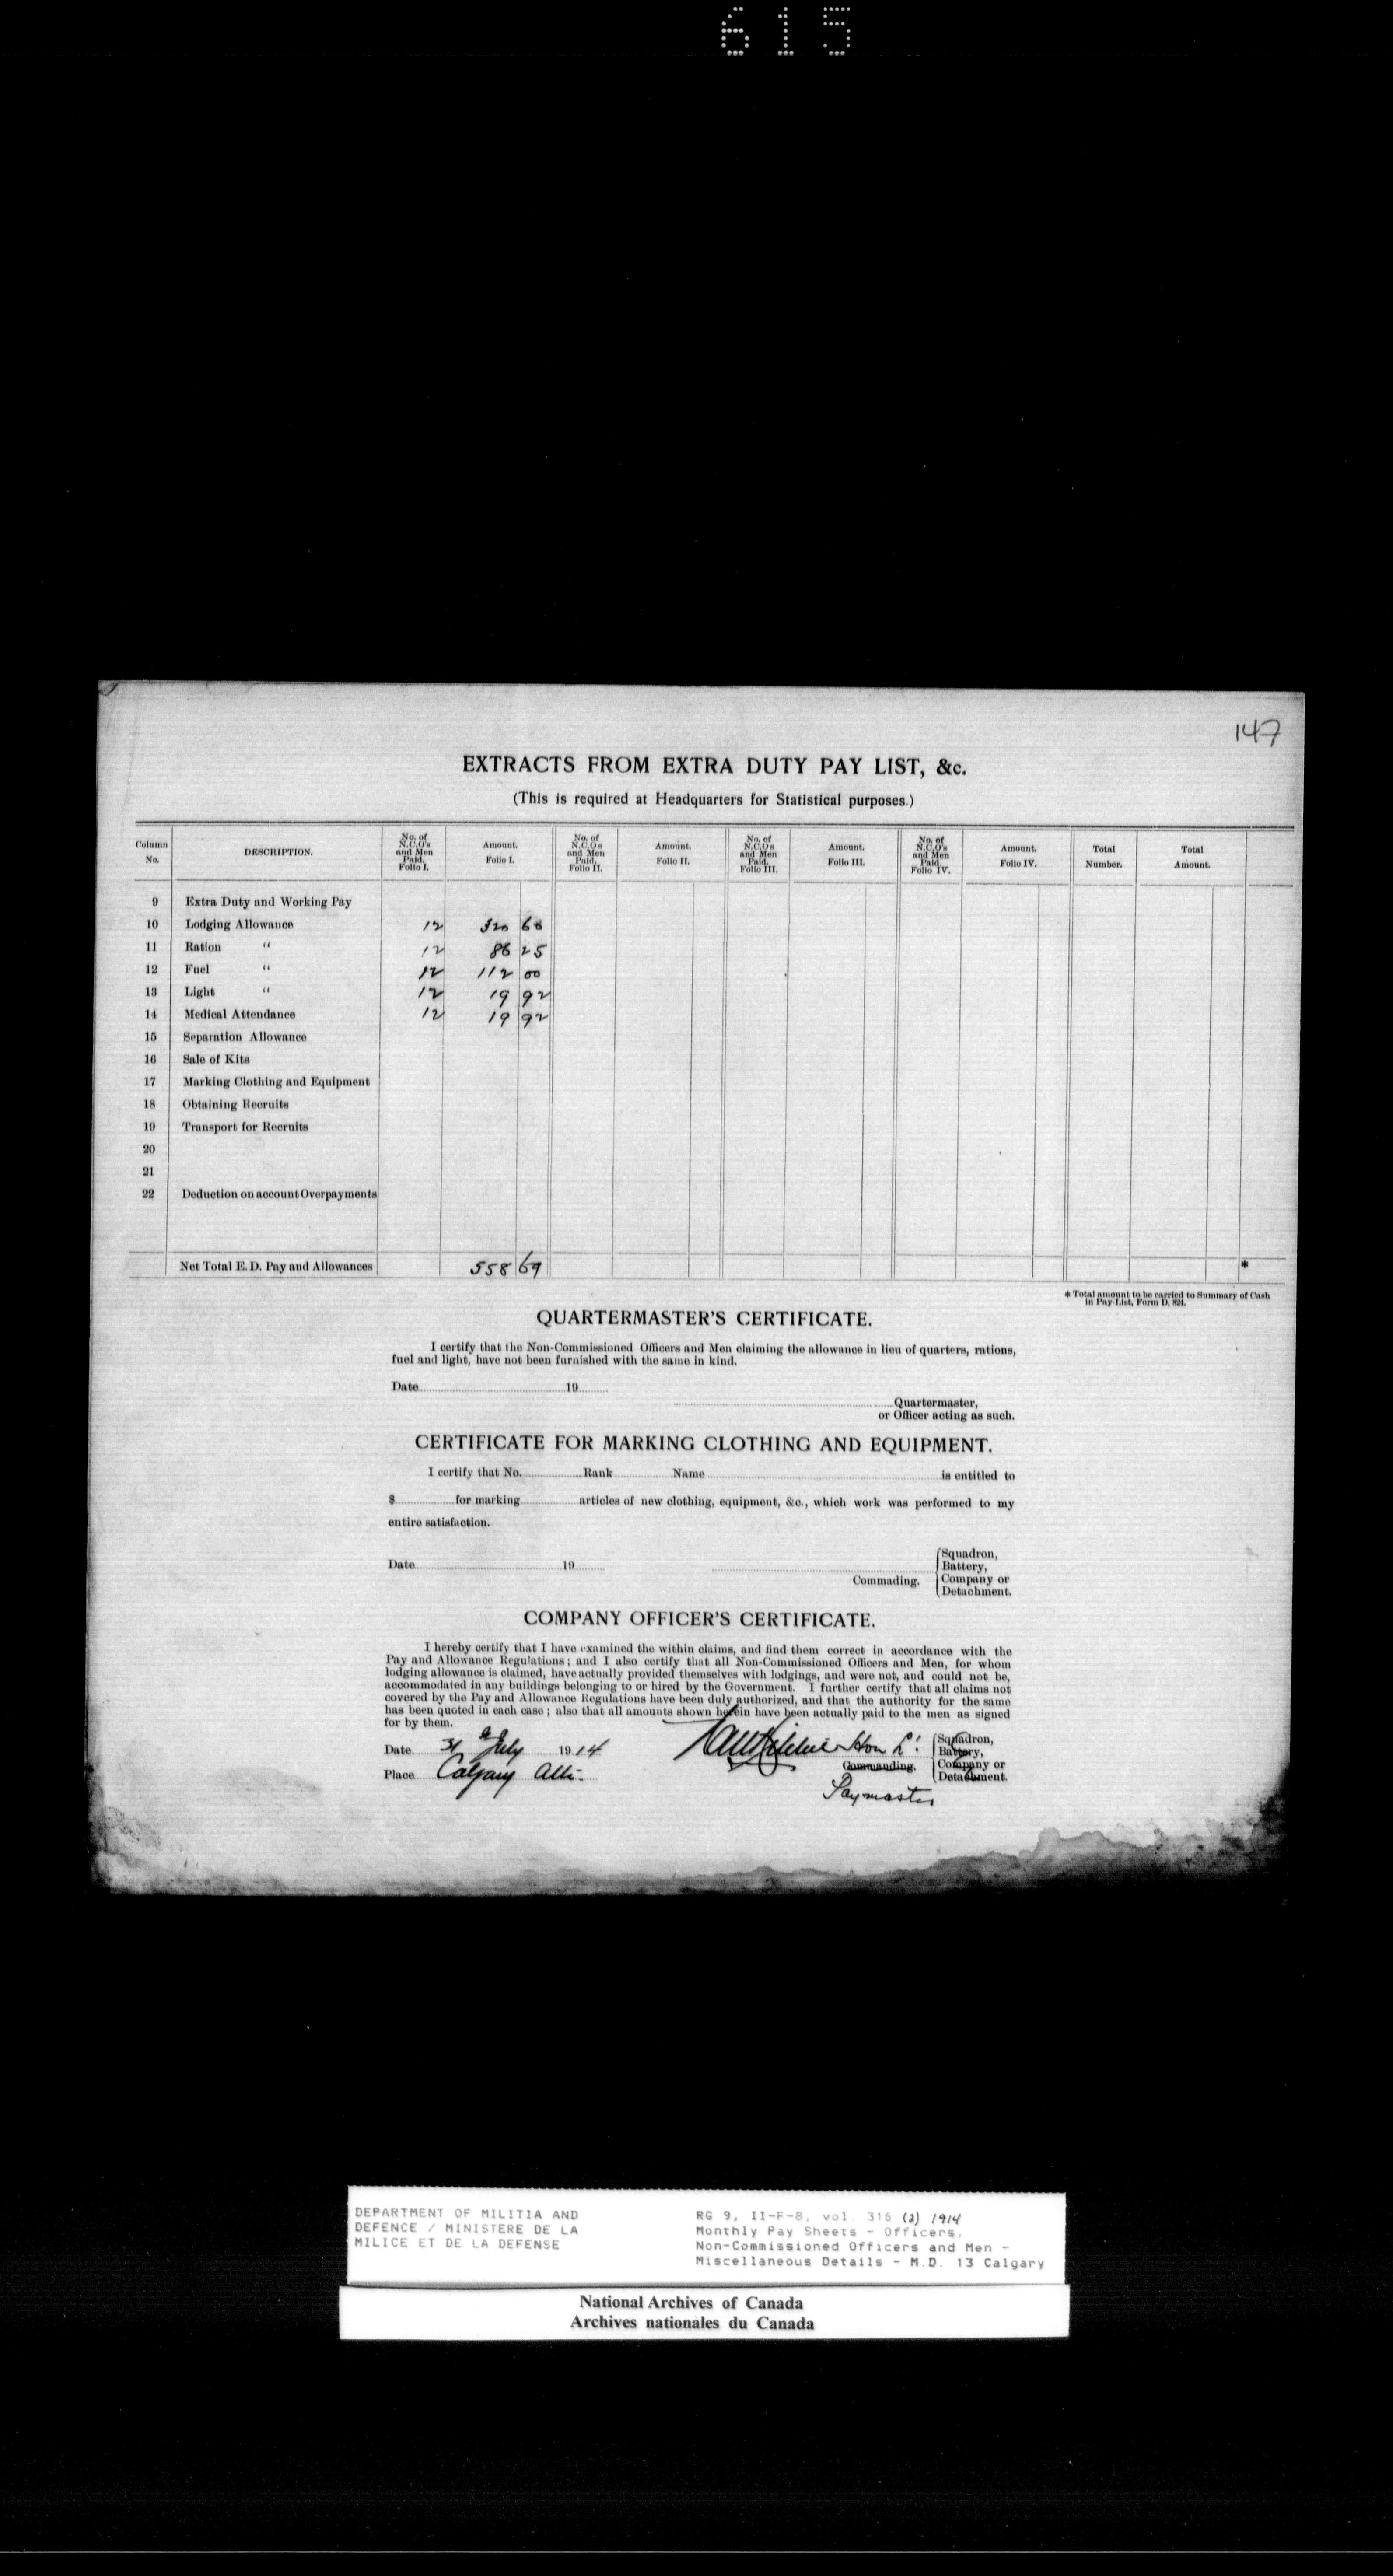 615
147
EXTRACTS FROM EXTRA DUTY PAY LIST, &c.
(This is required at Headquarters for Statistical purposes.)
Column No. DESCRIPTION. No. of N.C.O's and Men Paid. Folio I. Amount. Folio I. No. of N.C.O's and Men Paid. Folio II. Amount. Folio II. No. of N.C.O's and Men Paid. Folio III. Amount. Folio III. No. of N.C.O's and Men Paid Folio IV. Amount. Folio IV. Total Number. Total Amount.
9 Extra Duty and Working Pay
10 Lodging Allowance 12 320 60
11 Ration " 12 86 25
12 Fuel " 12 112 00
13 Light " 12 19 92
14 Medical Attendance 12 19 92
15 Separation Allowance
16 Sale of Kits
17 Marking Clothing and Equipment
18 Obtaining Recruits
19 Transport for Recruits
20
21
22 Deduction on account Overpayments
Net Total E. D. Pay and Allowances 558 69 *
* Total amount to be carried to Summary of Cash
in Pay-List, Form D. 824.
QUARTERMASTER'S CERTIFICATE.
I certify that the Non-Commissioned Officers and Men claiming the allowance in lieu of quarters, rations,
fuel and light, have not been furnished with the same in kind.
Date 19
Quartermaster,
or Officer acting as such.
CERTIFICATE FOR MARKING CLOTHING AND EQUIPMENT.
I certify that No. Rank Name is entitled to
$ for marking articles of new clothing, equipment, &c., which work was performed to my
entire satisfaction.
Date 19
Commading. Squadron, Battery, Company or Detachment.
COMPANY OFFICER'S CERTIFICATE.
I hereby certify that I have examined the within claims, and find them correct in accordance with the
Pay and Allowance Regulations; and I also certify that all Non-Commissioned Officers and Men, for whom
lodging allowance is claimed, have actually provided themselves with lodgings, and were not, and could not be,
accommodated in any buildings belonging to or hired by the Government. I further certify that all claims not
covered by the Pay and Allowance Regulations have been duly authorized, and that the authority for the same
has been quoted in each case; also that all amounts shown herein have been actually paid to the men as signed
for by them.
Date 31 July 1914 Hon Lt Squadron, Battery,
Place Calgary Alta. Commanding. Company or Detachment.
Paymaster
DEPARTMENT OF MILITIA AND
DEFENCE / MINISTERE DE LA
MILICE ET DE LA DEFENSE
RG 9, II-F-8, vol. 316 (2) 1914
Monthly Pay Sheets - Officers,
Non-Commissioned Officers and Men -
Miscellaneous Details - M.D. 13 Calgary
National Archives of Canada
Archives nationales du Canada